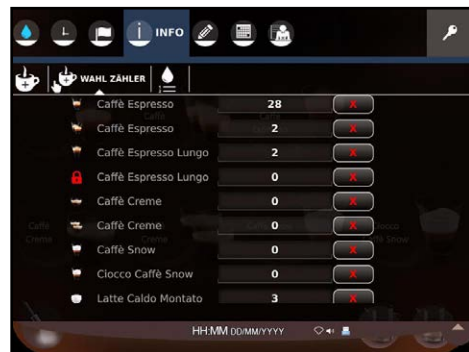 INFO
WAHL ZÄHLER
Caffè Espresso 28 X
Caffè Espresso 2 X
Caffè Espresso Lungo 2 X
Caffè Espresso Lungo 0 X
Caffè Creme 0 X
Caffè Creme 0 X
Caffè Snow 0 X
Ciocco Caffè Snow 0 X
Latte Caldo Montato 3 X
HH:MM DD/MM/YYYY